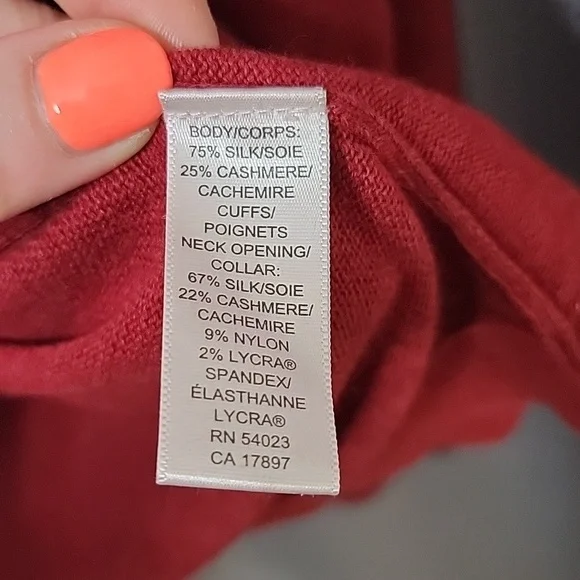 BODY/CORPS:
75% SILK/SOIE
25% CASHMERE/
CACHEMIRE
CUFFS/
POIGNETS
NECK OPENING/
COLLAR:
67% SILK/SOIE
22% CASHMERE/
CACHEMIRE
9% NYLON
2% LYCRA®
SPANDEX/
ÉLASTHANNE
LYCRA®
RN 54023
CA 17897